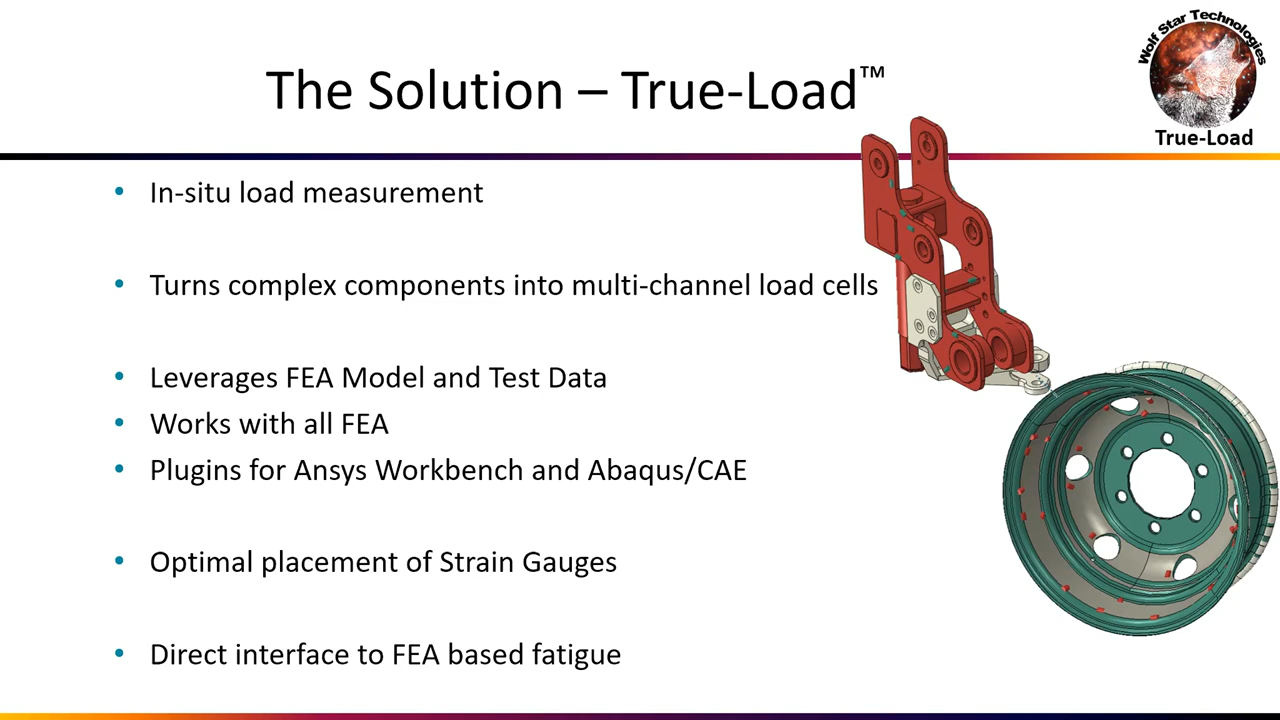 Wolf Star Technologies
True-Load
The Solution – True-Load™
• In-situ load measurement
• Turns complex components into multi-channel load cells
• Leverages FEA Model and Test Data
• Works with all FEA
• Plugins for Ansys Workbench and Abaqus/CAE
• Optimal placement of Strain Gauges
• Direct interface to FEA based fatigue